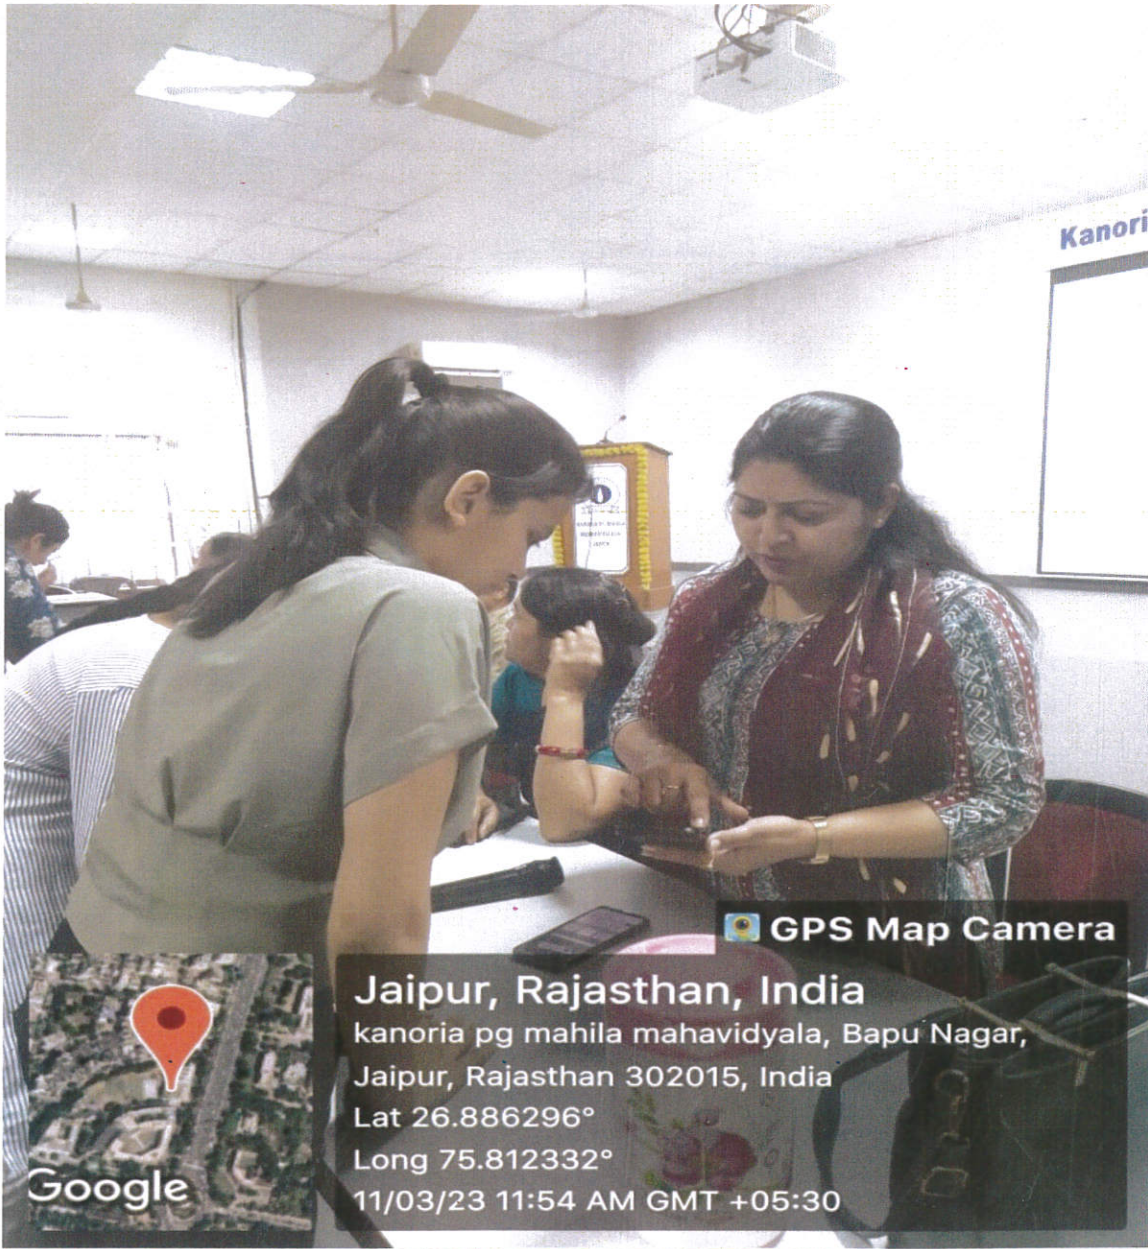 Kanori
GPS Map Camera
Jaipur, Rajasthan, India
kanoria pg mahila mahavidyala, Bapu Nagar,
Jaipur, Rajasthan 302015, India
Lat 26.886296°
Long 75.812332°
11/03/23 11:54 AM GMT +05:30
Google